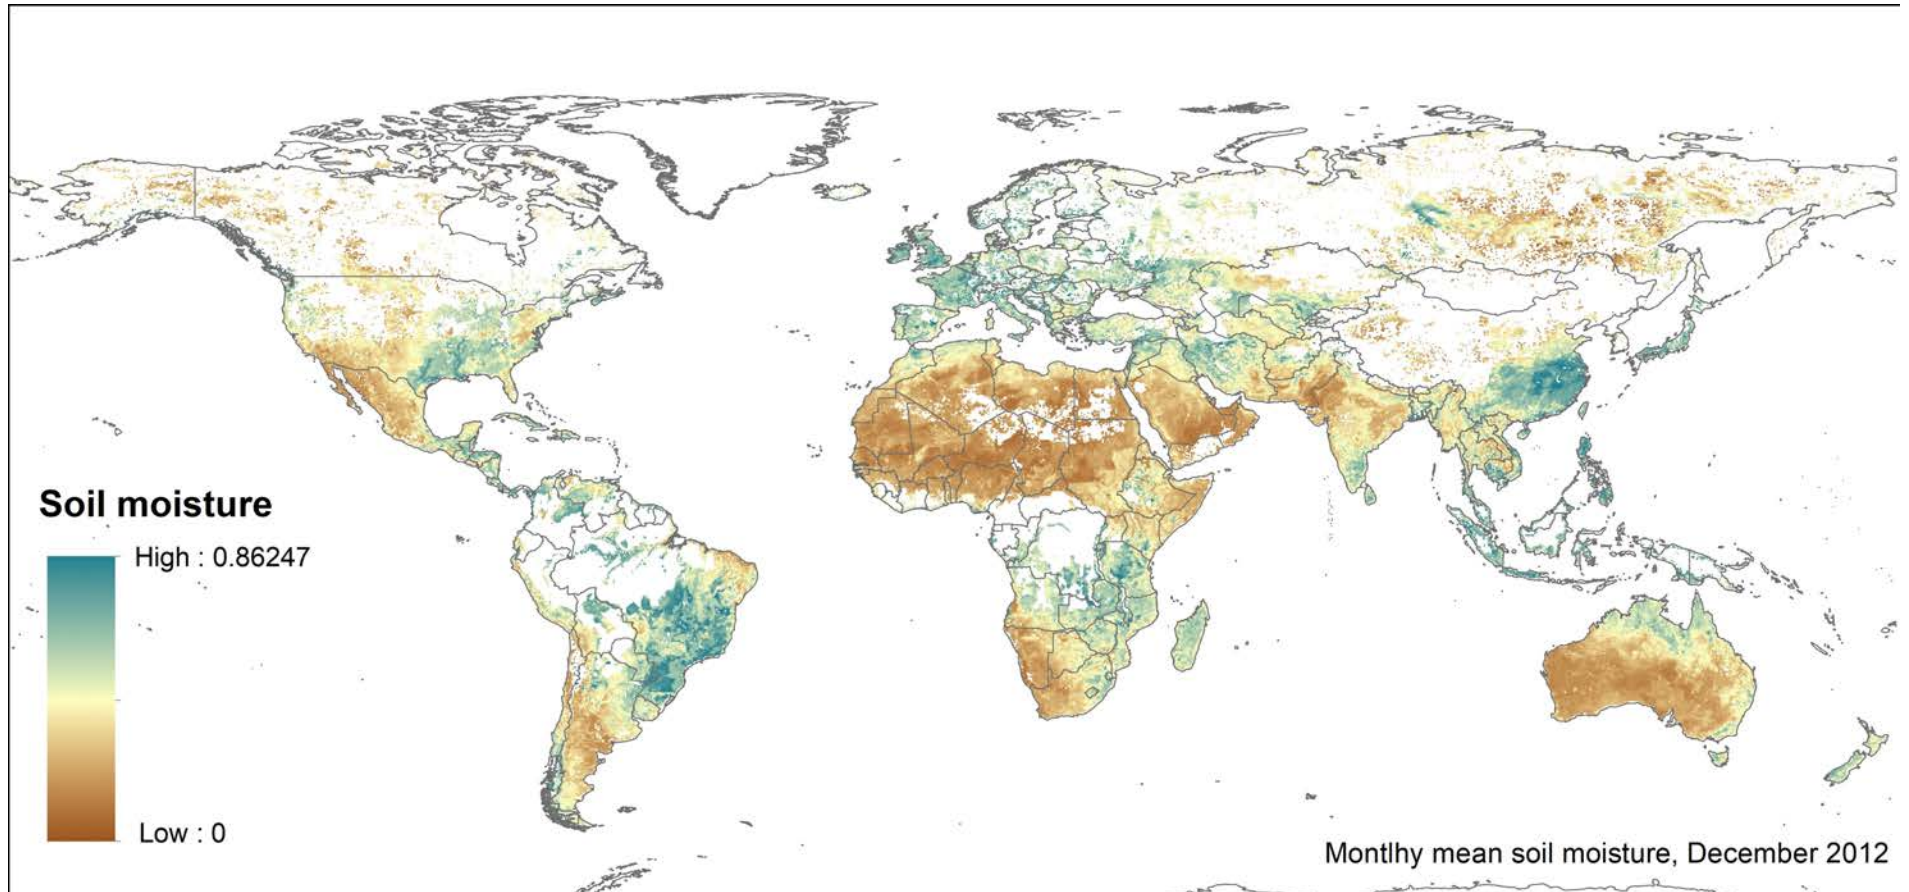 Soil moisture
High : 0.86247
Low : 0
Montlhy mean soil moisture, December 2012